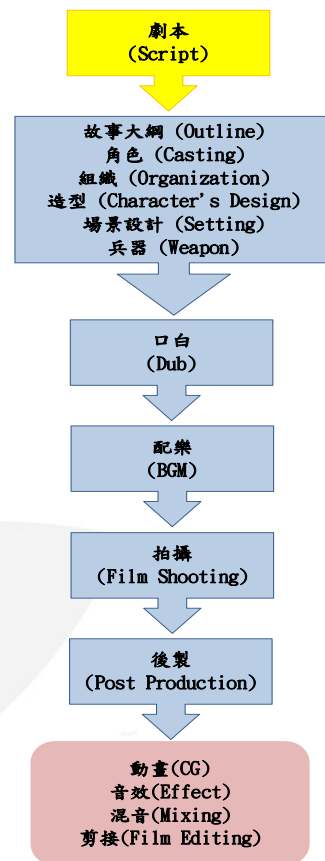 劇本
(Script)
故事大綱 (Outline)
角色 (Casting)
組織 (Organization)
造型 (Character's Design)
場景設計 (Setting)
兵器 (Weapon)
口白
(Dub)
配樂
(BGM)
拍攝
(Film Shooting)
後製
(Post Production)
動畫(CG)
音效(Effect)
混音(Mixing)
剪接(Film Editing)